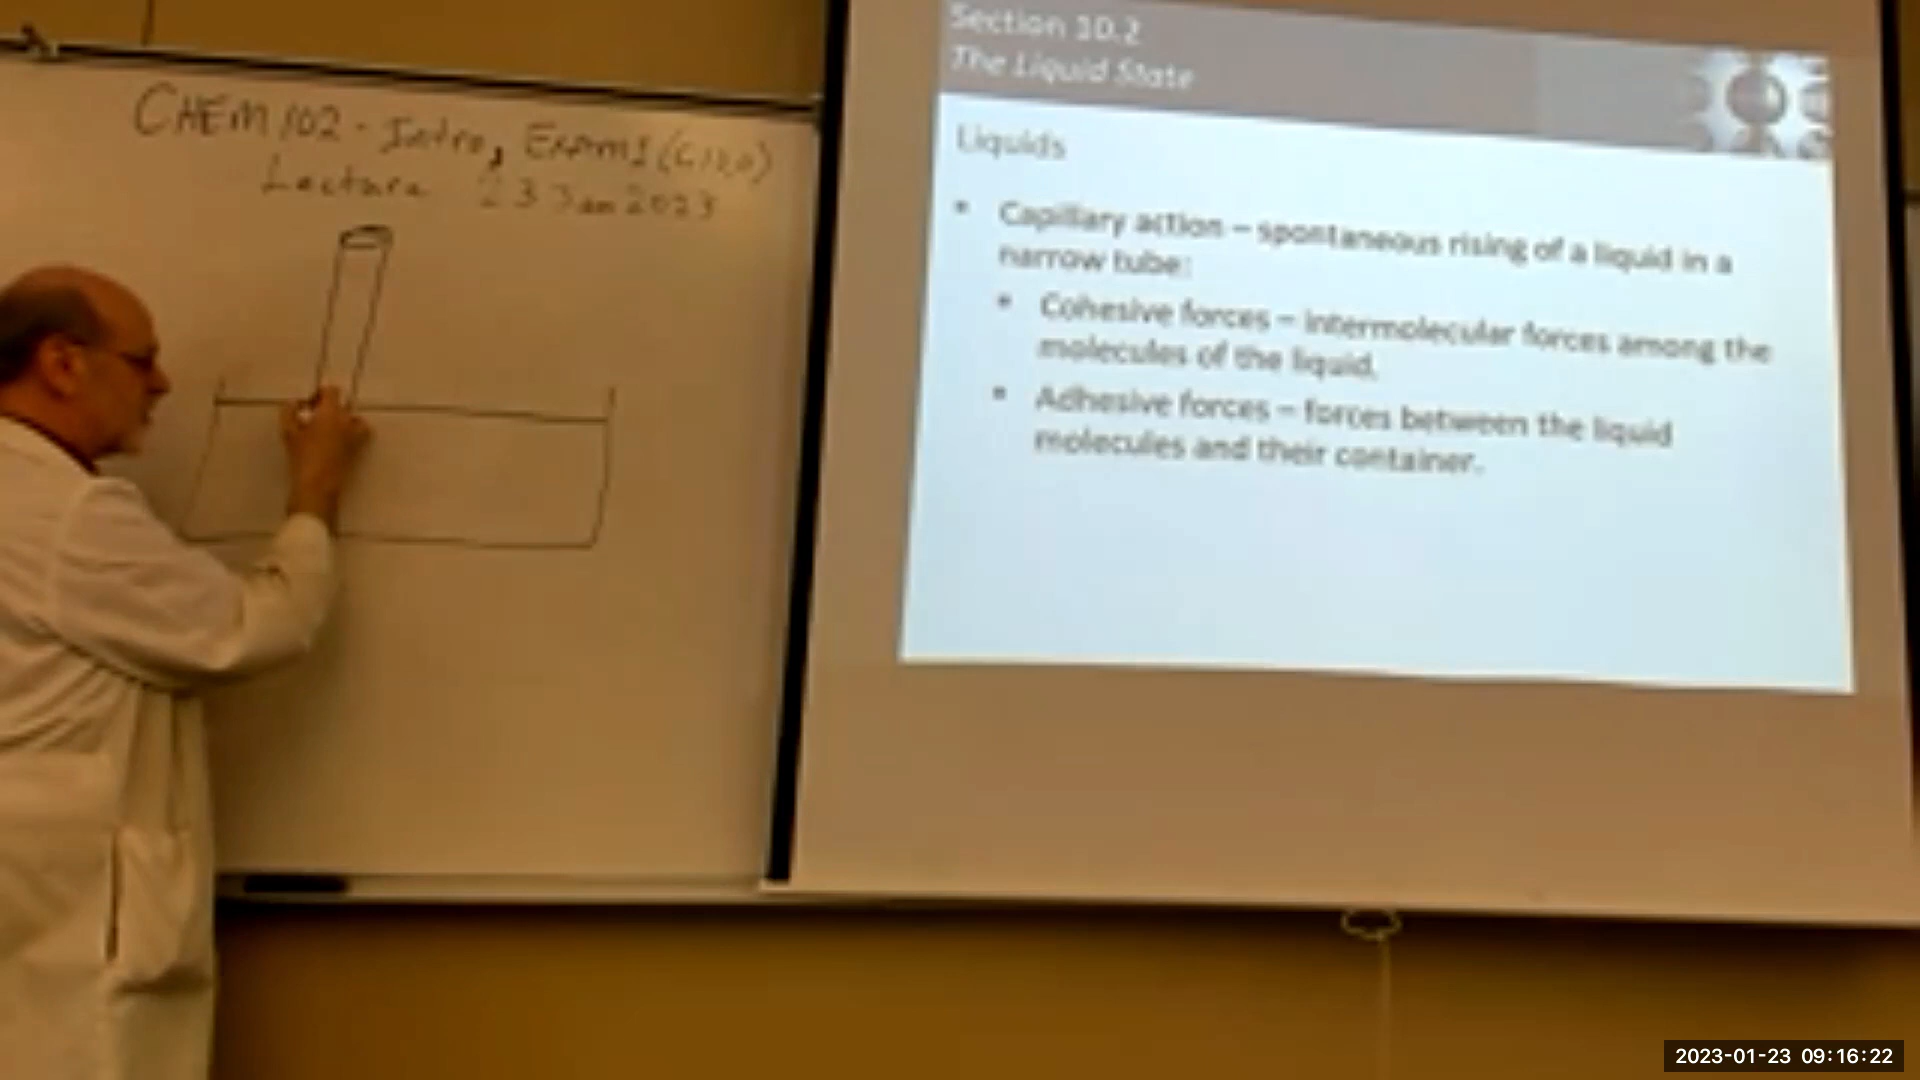 CHEM 102 - Intro, Exam 1
Lecture 23 Jan 2023
Section 10.2
The Liquid State
Liquids
• Capillary action – spontaneous rising of a liquid in a
narrow tube:
• Cohesive forces – intermolecular forces among the
molecules of the liquid.
• Adhesive forces – forces between the liquid
molecules and their container.
2023-01-23 09:16:22